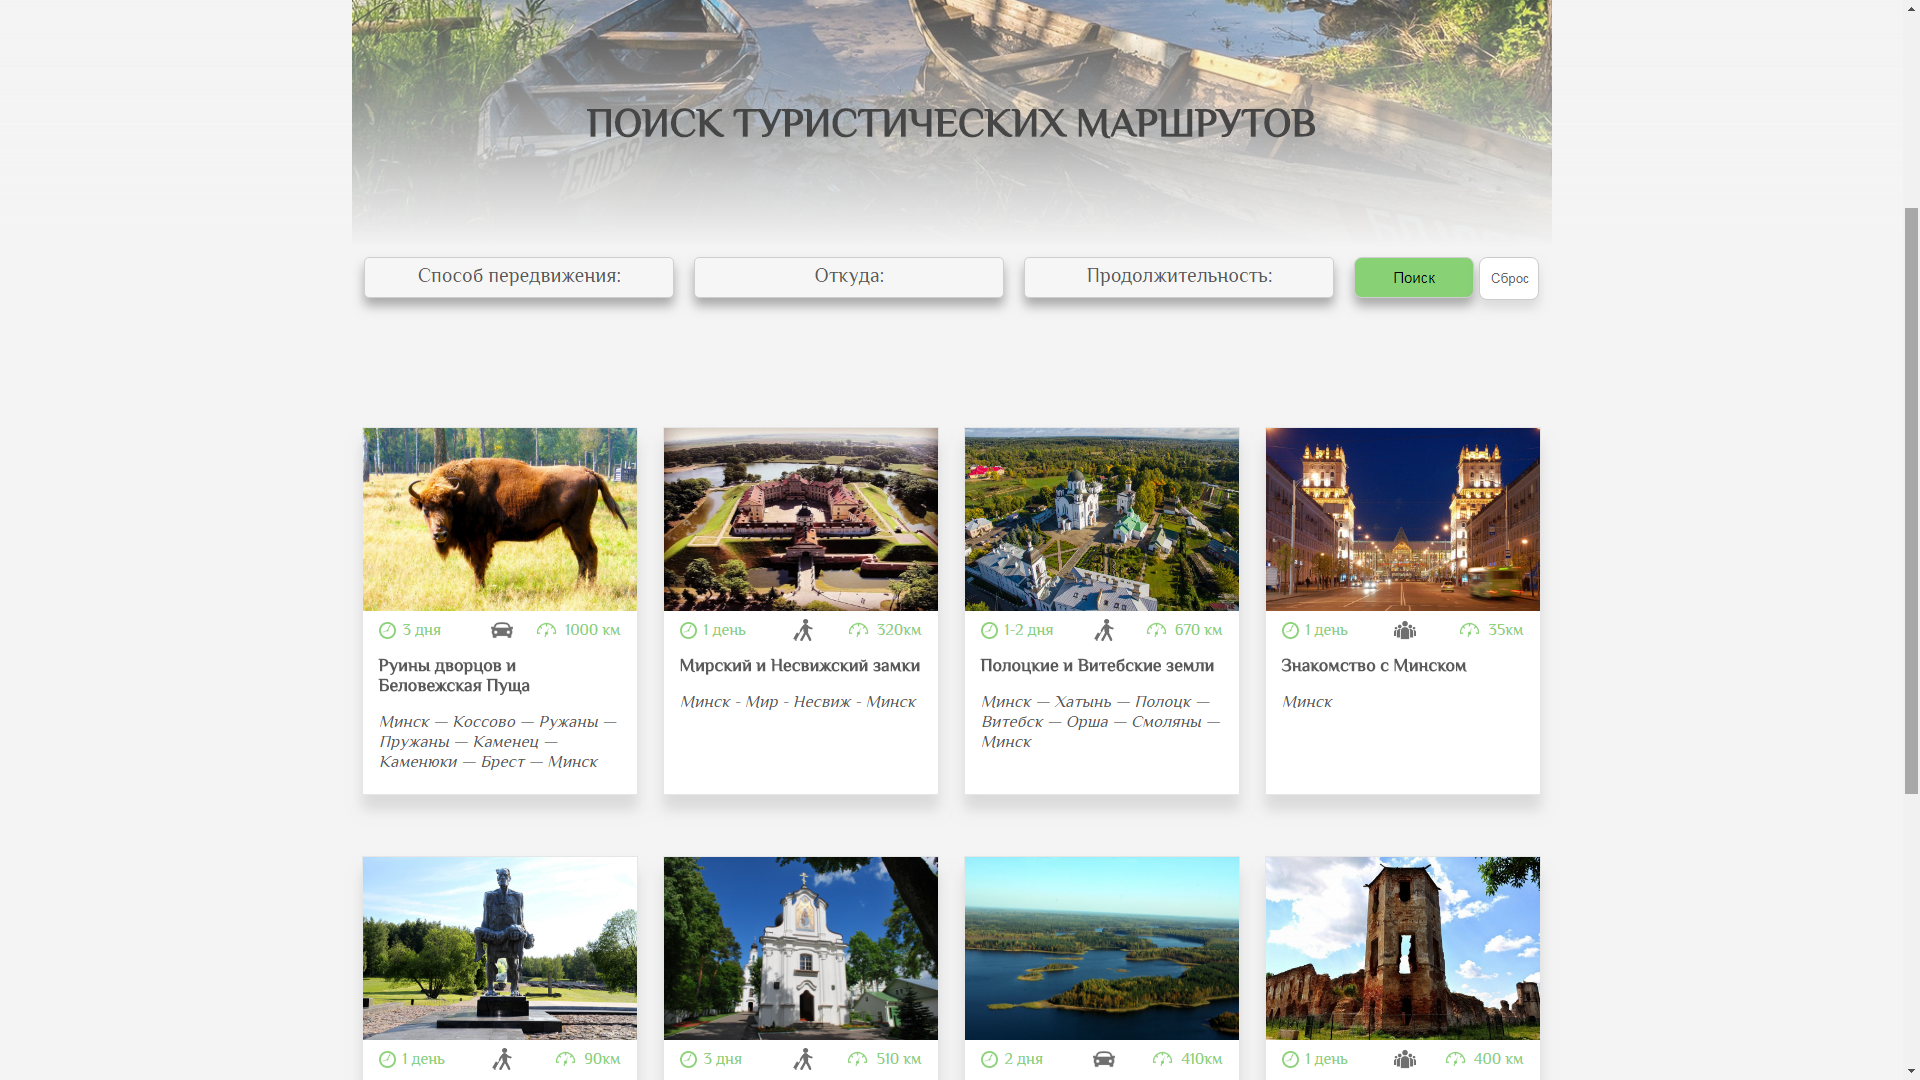 ПОИСК ТУРИСТИЧЕСКИХ МАРШРУТОВ
Способ передвижения:
Откуда:
Продолжительность:
Поиск
Сброс
3 дня
1000 км
Руины дворцов и
Беловежская Пуща
Минск — Коссово — Ружаны —
Пружаны — Каменец —
Каменюки — Брест — Минск
1 день
320км
Мирский и Несвижский замки
Минск - Мир - Несвиж - Минск
1-2 дня
670 км
Полоцкие и Витебские земли
Минск — Хатынь — Полоцк —
Витебск — Орша — Смоляны —
Минск
1 день
35км
Знакомство с Минском
Минск
1 день
90км
3 дня
510 км
2 дня
410км
1 день
400 км